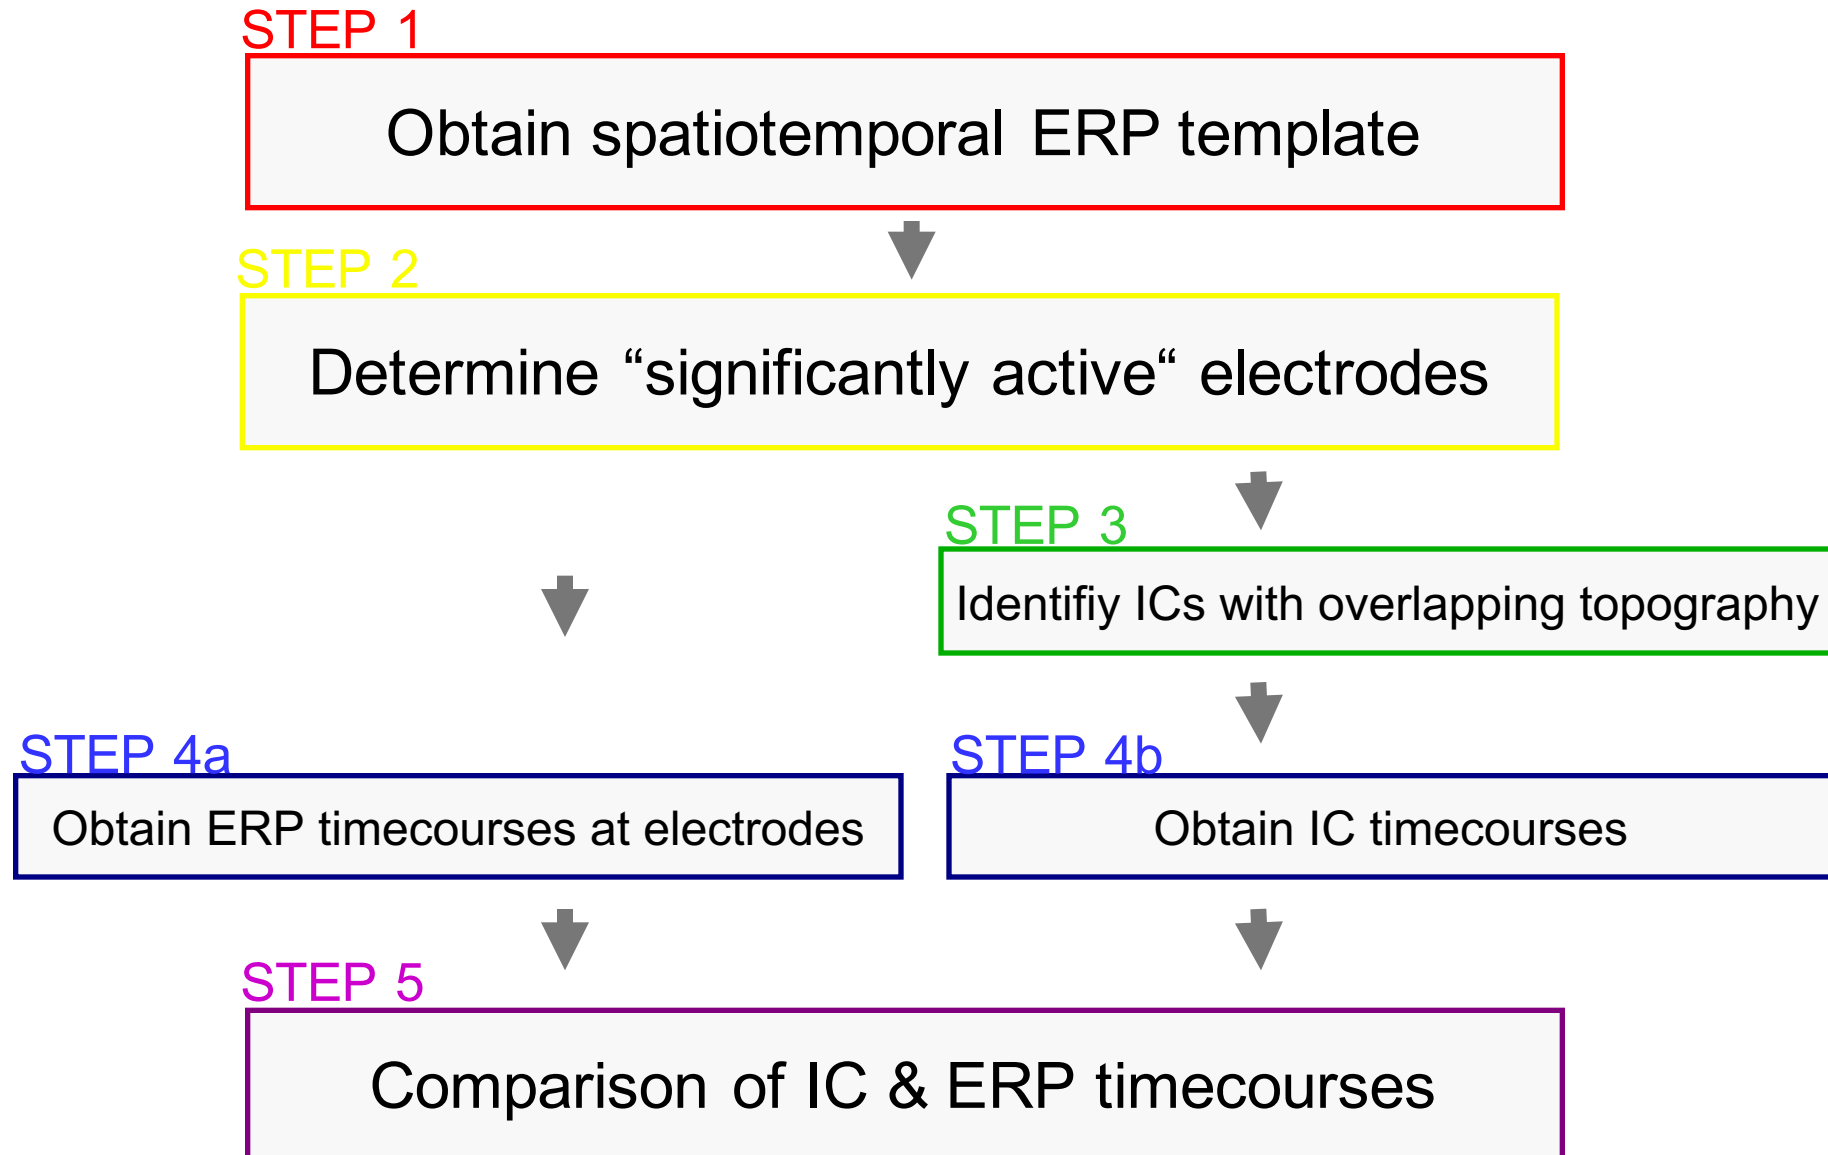 STEP 1
Obtain spatiotemporal ERP template
STEP 2
Determine “significantly active“ electrodes
STEP 3
Identifiy ICs with overlapping topography
STEP 4a
Obtain ERP timecourses at electrodes
STEP 4b
Obtain IC timecourses
STEP 5
Comparison of IC & ERP timecourses